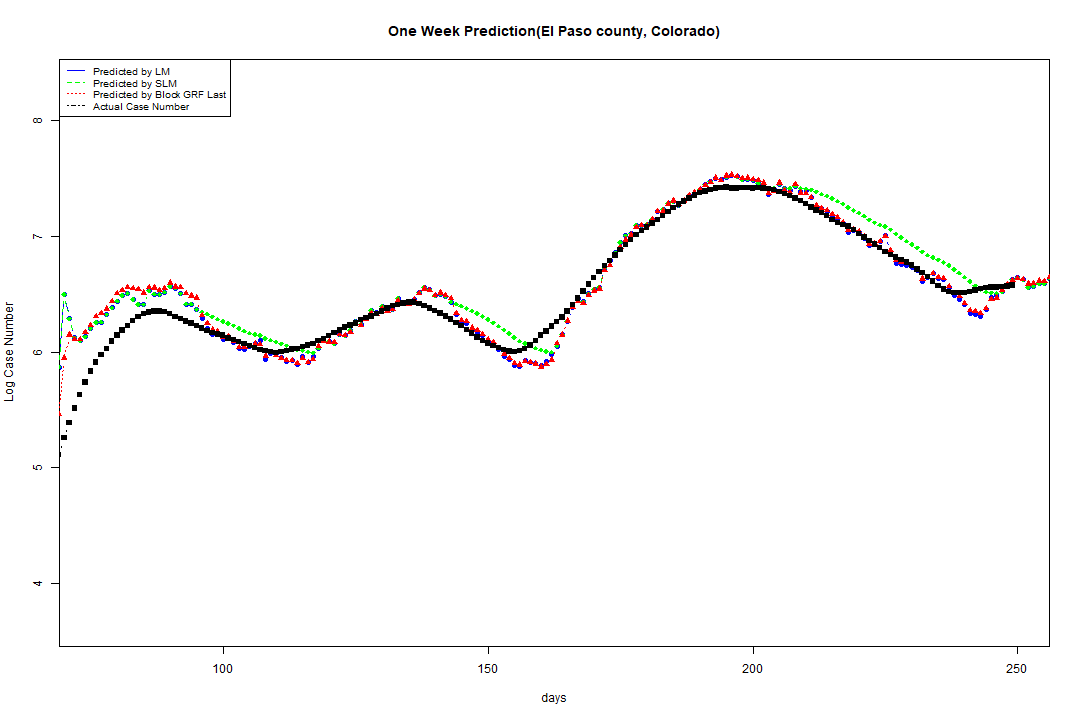 One Week Prediction(El Paso county, Colorado)
Predicted by LM
Predicted by SLM
Predicted by Block GRF Last
Actual Case Number
8
7
6
5
4
Log Case Number
100 150 200 250
days